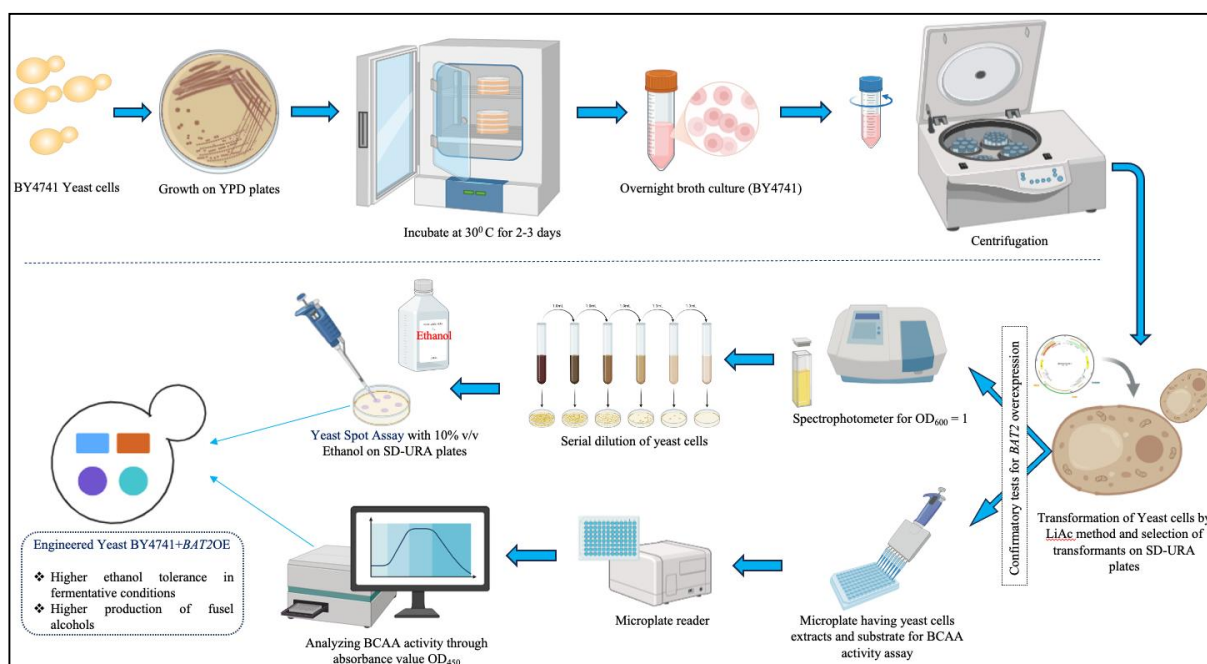 BY4741 Yeast cells
Growth on YPD plates
Incubate at 30⁰ C for 2-3 days
Overnight broth culture (BY4741)
Centrifugation
Transformation of Yeast cells by
LiAc method and selection of
transformants on SD-URA
plates
Confirmatory tests for BAT2 overexpression
Spectrophotometer for OD₆₀₀ = 1
Serial dilution of yeast cells
Ethanol
Yeast Spot Assay with 10% v/v
Ethanol on SD-URA plates
Microplate having yeast cells
extracts and substrate for BCAA
activity assay
Microplate reader
Analyzing BCAA activity through
absorbance value OD₄₅₀
Engineered Yeast BY4741+BAT2OE
❖ Higher ethanol tolerance in
fermentative conditions
❖ Higher production of fusel
alcohols